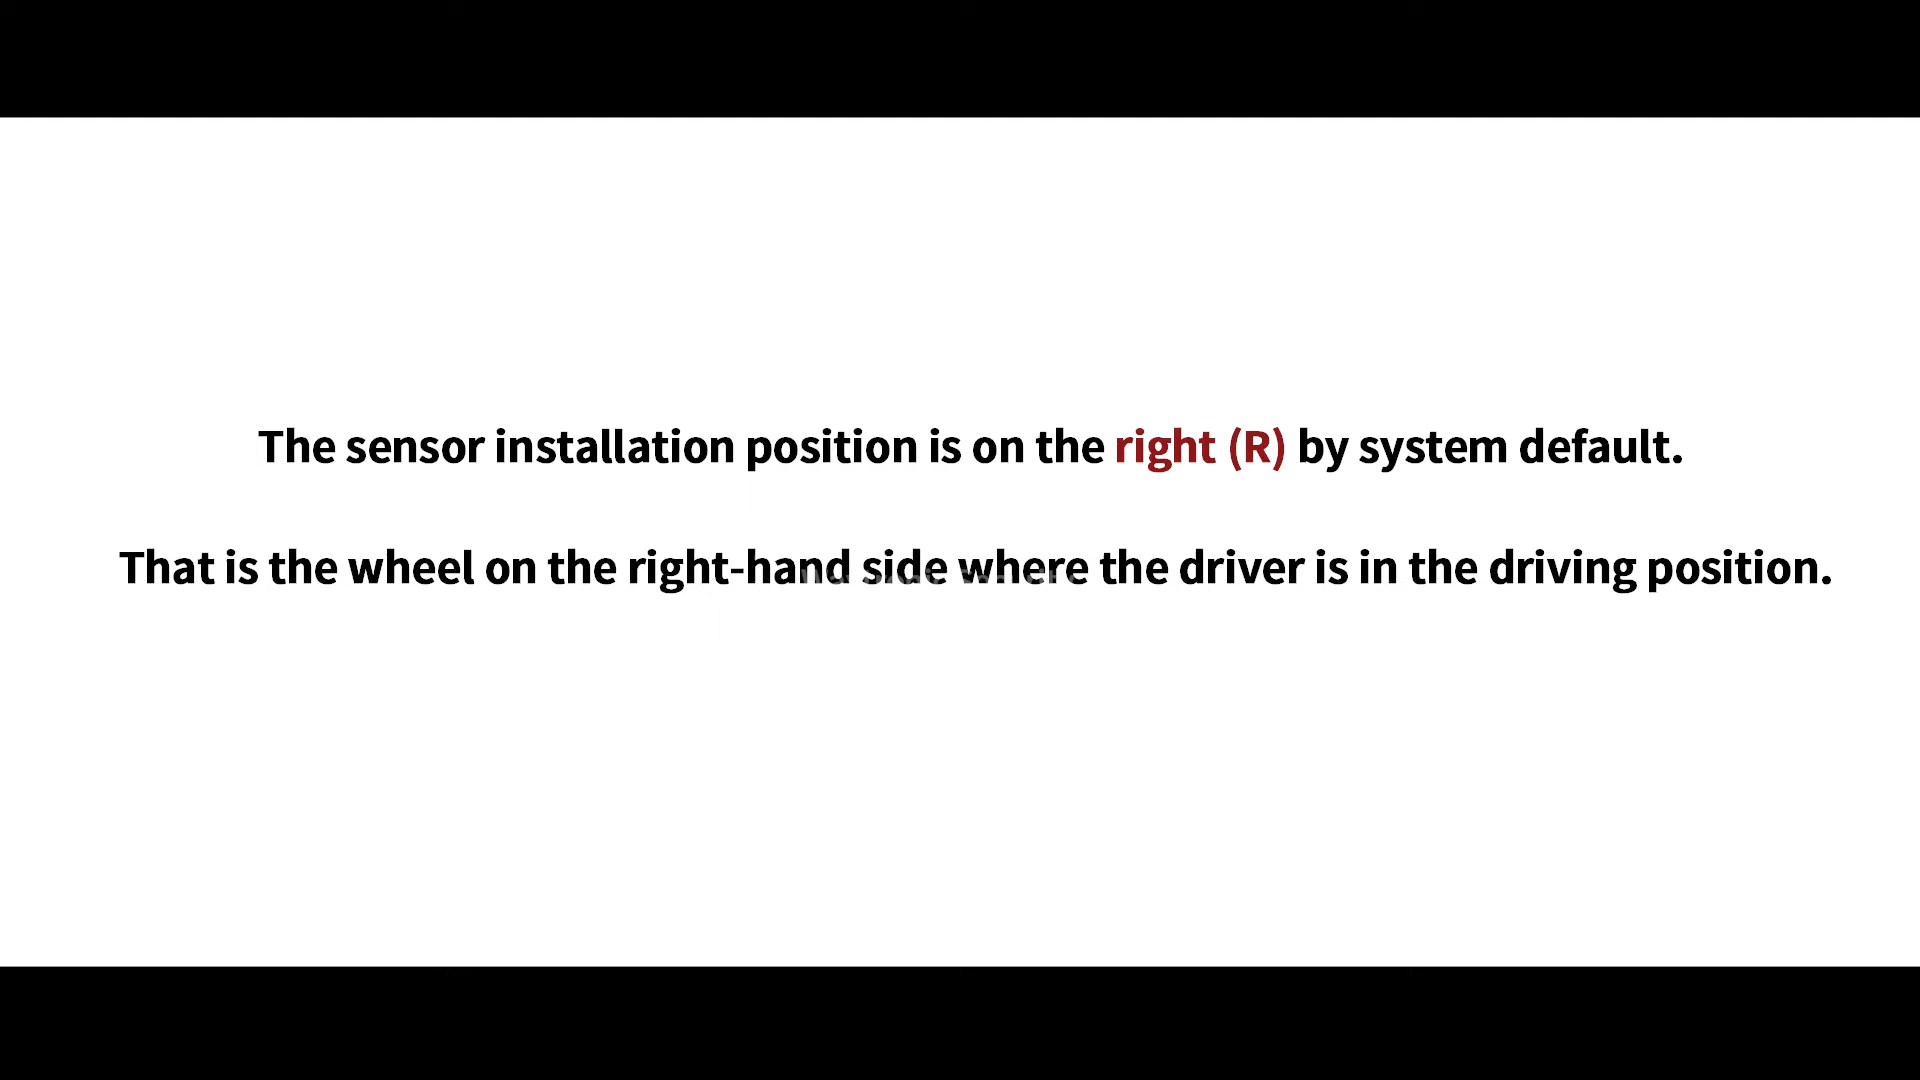 The sensor installation position is on the right (R) by system default.
That is the wheel on the right-hand side where the driver is in the driving position.